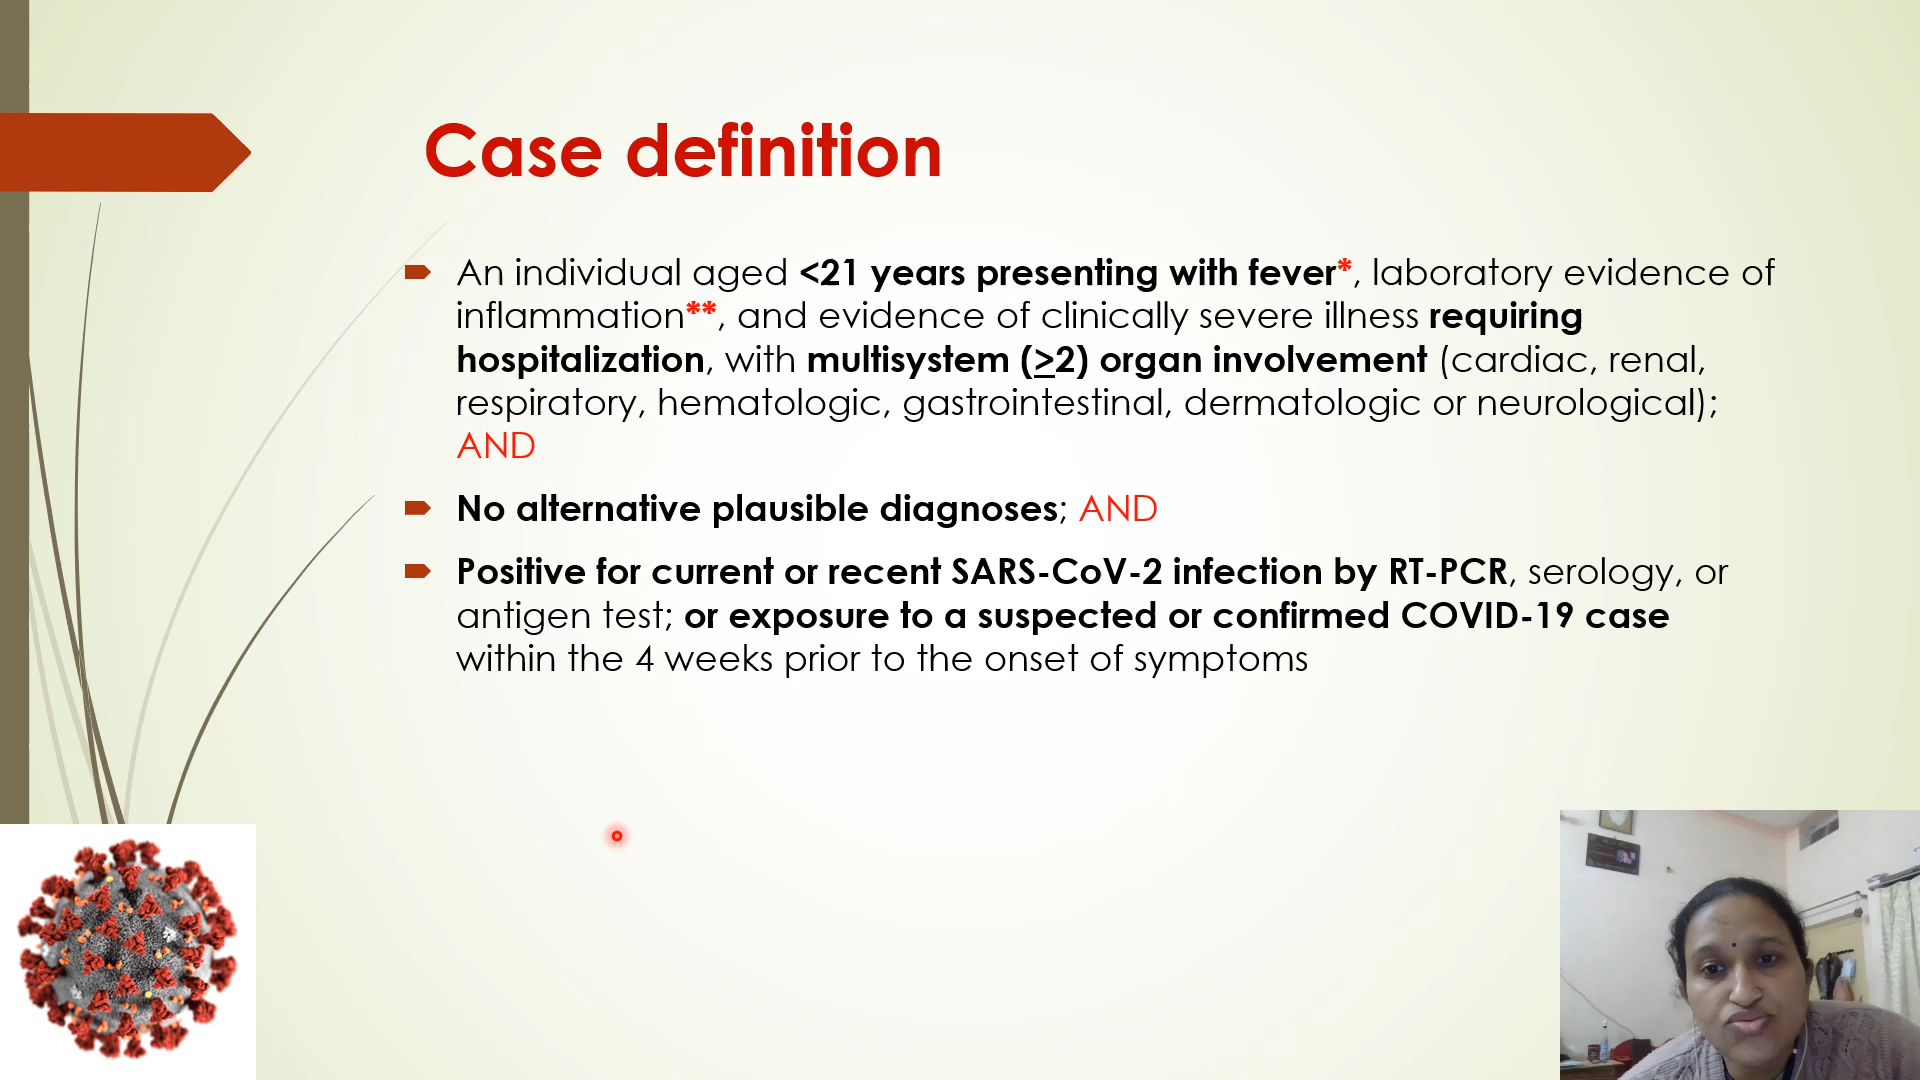 Case definition
An individual aged <21 years presenting with fever*, laboratory evidence of
inflammation**, and evidence of clinically severe illness requiring
hospitalization, with multisystem (>2) organ involvement (cardiac, renal,
respiratory, hematologic, gastrointestinal, dermatologic or neurological);
AND
No alternative plausible diagnoses; AND
Positive for current or recent SARS-CoV-2 infection by RT-PCR, serology, or
antigen test; or exposure to a suspected or confirmed COVID-19 case
within the 4 weeks prior to the onset of symptoms